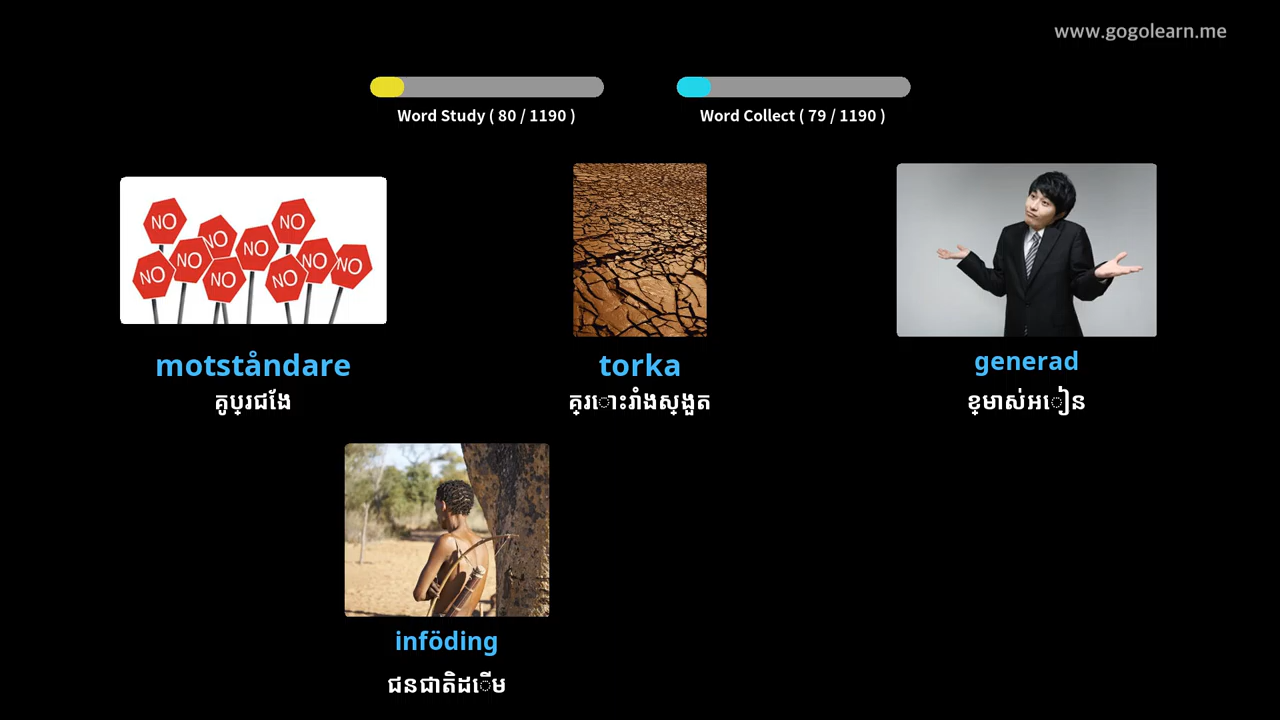 www.gogolearn.me
Word Study ( 80 / 1190 )
Word Collect ( 79 / 1190 )
NO NO NO NO NO NO NO NO NO NO
motståndare
គូប្រជងែ
torka
គ្រោះរាំងស្ងួត
generad
ខ្មាស់អៀន
inföding
ជនជាតិដើម